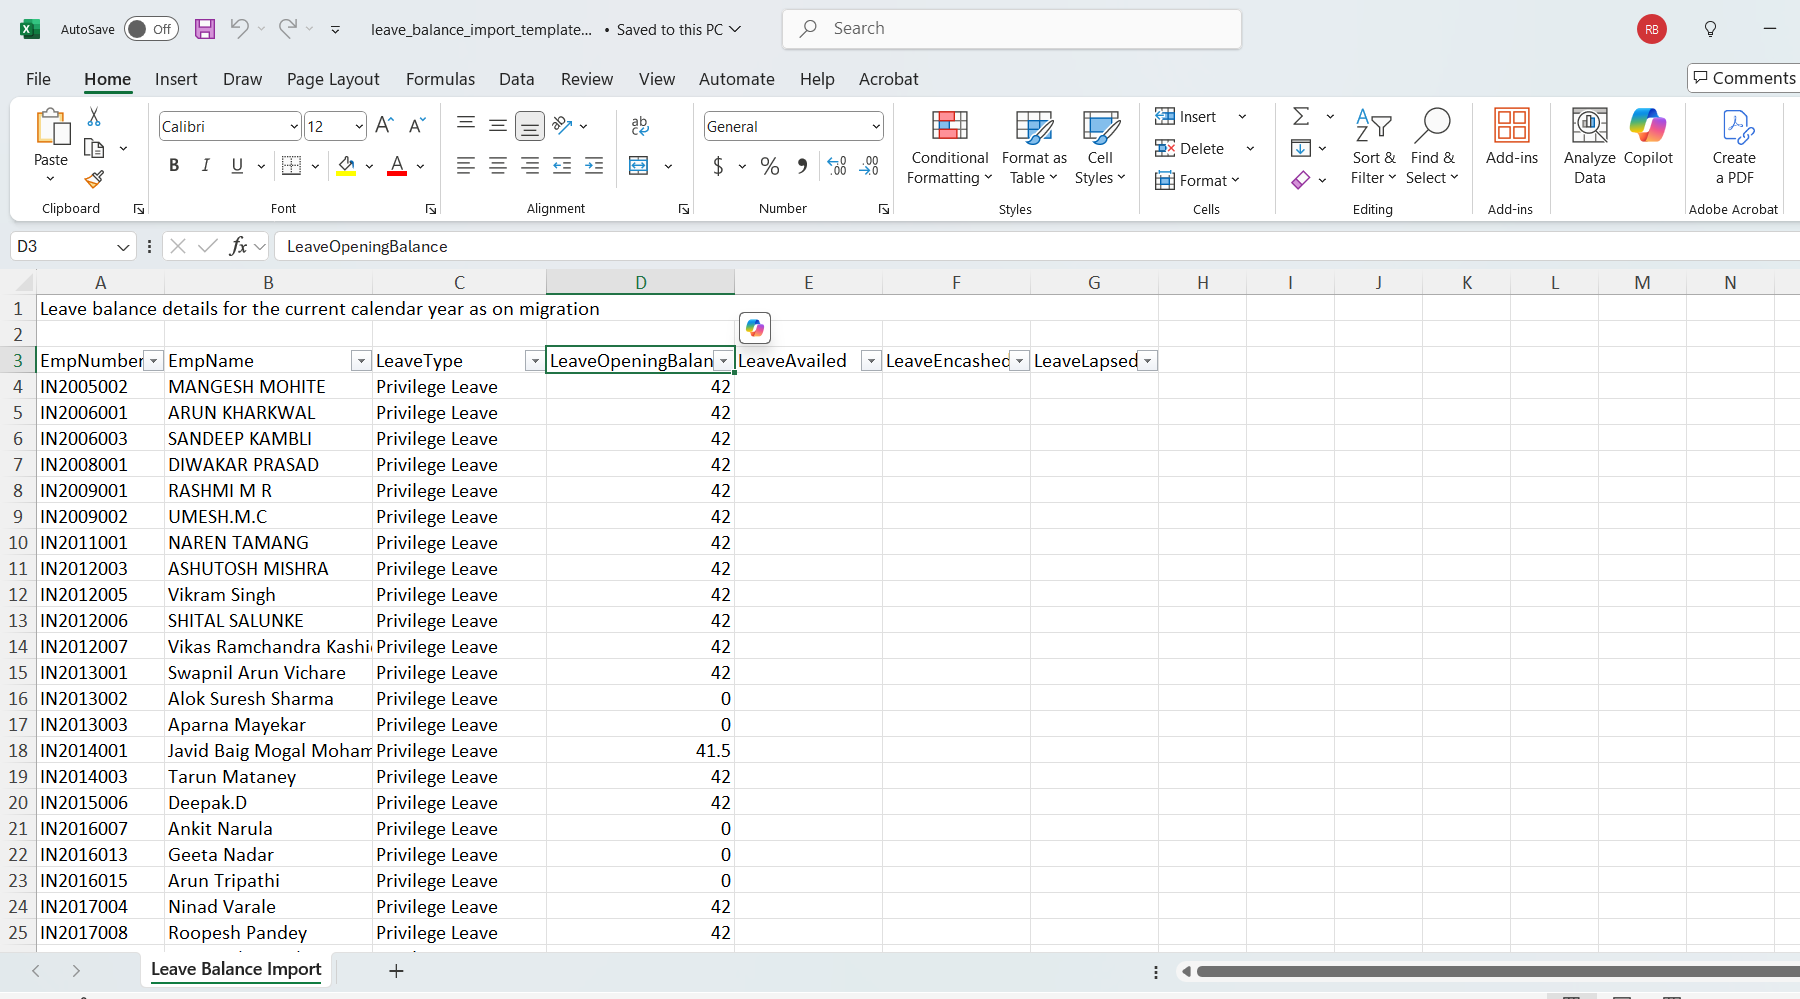 AutoSave Off leave_balance_import_template... • Saved to this PC Search RB
File Home Insert Draw Page Layout Formulas Data Review View Automate Help Acrobat Comments
Paste Calibri 12 General Conditional Formatting Format as Table Cell Styles Insert Delete Format Sort & Filter Find & Select Add-ins Analyze Data Copilot Create a PDF
Clipboard Font Alignment Number Styles Cells Editing Add-ins Adobe Acrobat
D3 fx LeaveOpeningBalance
A B C D E F G H I J K L M N
1 Leave balance details for the current calendar year as on migration
2
3 EmpNumber EmpName LeaveType LeaveOpeningBalan LeaveAvailed LeaveEncashed LeaveLapsed
4 IN2005002 MANGESH MOHITE Privilege Leave 42
5 IN2006001 ARUN KHARKWAL Privilege Leave 42
6 IN2006003 SANDEEP KAMBLI Privilege Leave 42
7 IN2008001 DIWAKAR PRASAD Privilege Leave 42
8 IN2009001 RASHMI M R Privilege Leave 42
9 IN2009002 UMESH.M.C Privilege Leave 42
10 IN2011001 NAREN TAMANG Privilege Leave 42
11 IN2012003 ASHUTOSH MISHRA Privilege Leave 42
12 IN2012005 Vikram Singh Privilege Leave 42
13 IN2012006 SHITAL SALUNKE Privilege Leave 42
14 IN2012007 Vikas Ramchandra Kashi Privilege Leave 42
15 IN2013001 Swapnil Arun Vichare Privilege Leave 42
16 IN2013002 Alok Suresh Sharma Privilege Leave 0
17 IN2013003 Aparna Mayekar Privilege Leave 0
18 IN2014001 Javid Baig Mogal Moham Privilege Leave 41.5
19 IN2014003 Tarun Mataney Privilege Leave 42
20 IN2015006 Deepak.D Privilege Leave 42
21 IN2016007 Ankit Narula Privilege Leave 0
22 IN2016013 Geeta Nadar Privilege Leave 0
23 IN2016015 Arun Tripathi Privilege Leave 0
24 IN2017004 Ninad Varale Privilege Leave 42
25 IN2017008 Roopesh Pandey Privilege Leave 42
Leave Balance Import